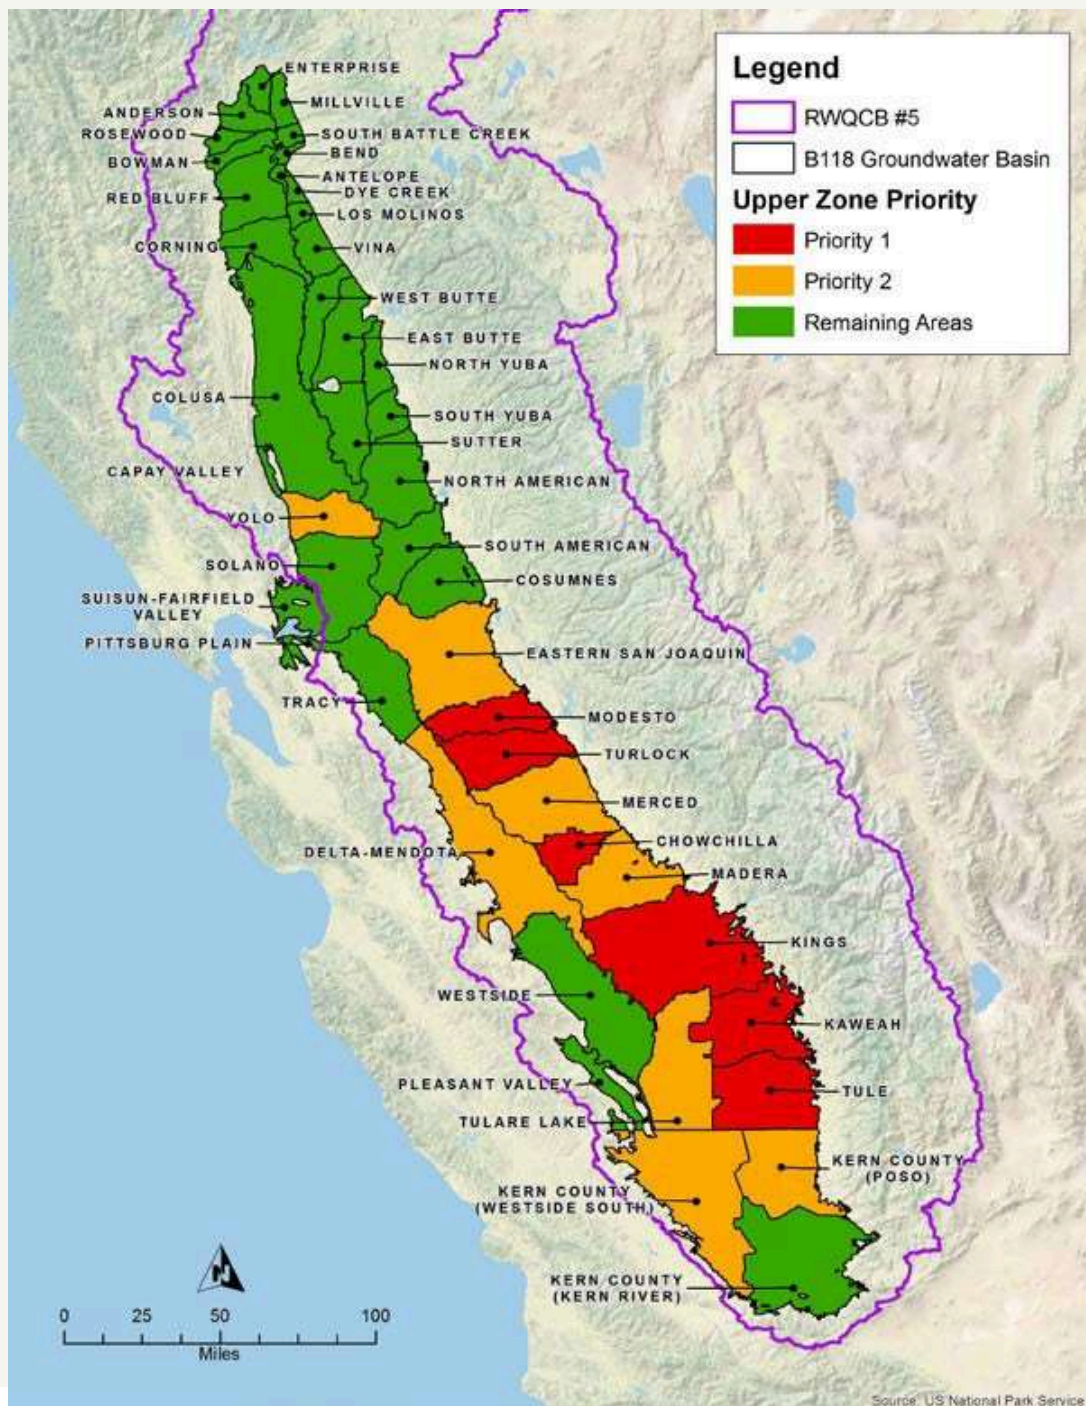 Legend
RWQCB #5
B118 Groundwater Basin
Upper Zone Priority
Priority 1
Priority 2
Remaining Areas
ENTERPRISE
MILLVILLE
ANDERSON
ROSEWOOD
SOUTH BATTLE CREEK
BEND
BOWMAN
ANTELOPE
DYE CREEK
RED BLUFF
LOS MOLINOS
CORNING
VINA
WEST BUTTE
EAST BUTTE
NORTH YUBA
COLUSA
SOUTH YUBA
SUTTER
CAPAY VALLEY
NORTH AMERICAN
YOLO
SOUTH AMERICAN
SOLANO
COSUMNES
SUISUN-FAIRFIELD
VALLEY
PITTSBURG PLAIN
EASTERN SAN JOAQUIN
TRACY
MODESTO
TURLOCK
MERCED
CHOWCHILLA
DELTA-MENDOTA
MADERA
KINGS
WESTSIDE
KAWEAH
PLEASANT VALLEY
TULE
TULARE LAKE
KERN COUNTY
(POSO)
KERN COUNTY
(WESTSIDE SOUTH)
KERN COUNTY
(KERN RIVER)
N
0 25 50 100
Miles
Source: US National Park Service